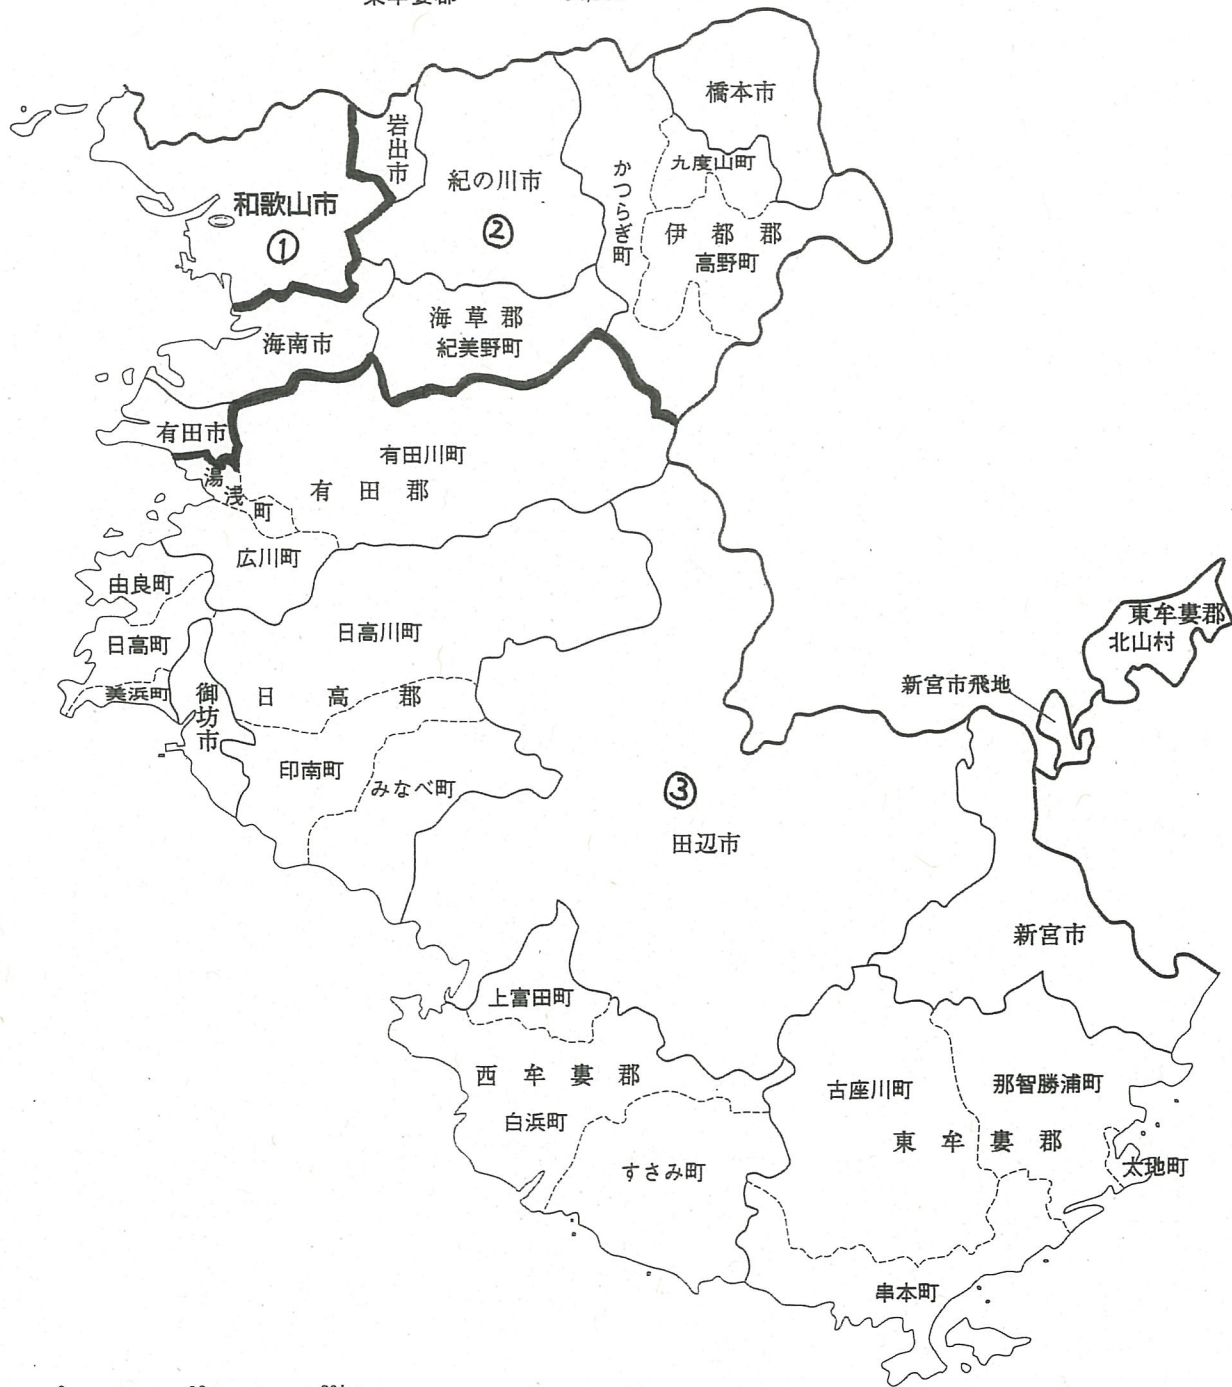 橋本市
岩出市
九度山町
紀の川市
かつらぎ町
和歌山市
②
伊都郡
①
高野町
海草郡
海南市
紀美野町
有田市
有田川町
湯浅町
有田郡
広川町
由良町
東牟婁郡
日高川町
北山村
日高町
新宮市飛地
美浜町
御坊市
日高郡
印南町
みなべ町
③
田辺市
新宮市
上富田町
西牟婁郡
古座川町
那智勝浦町
白浜町
東牟婁郡
すさみ町
太地町
串本町